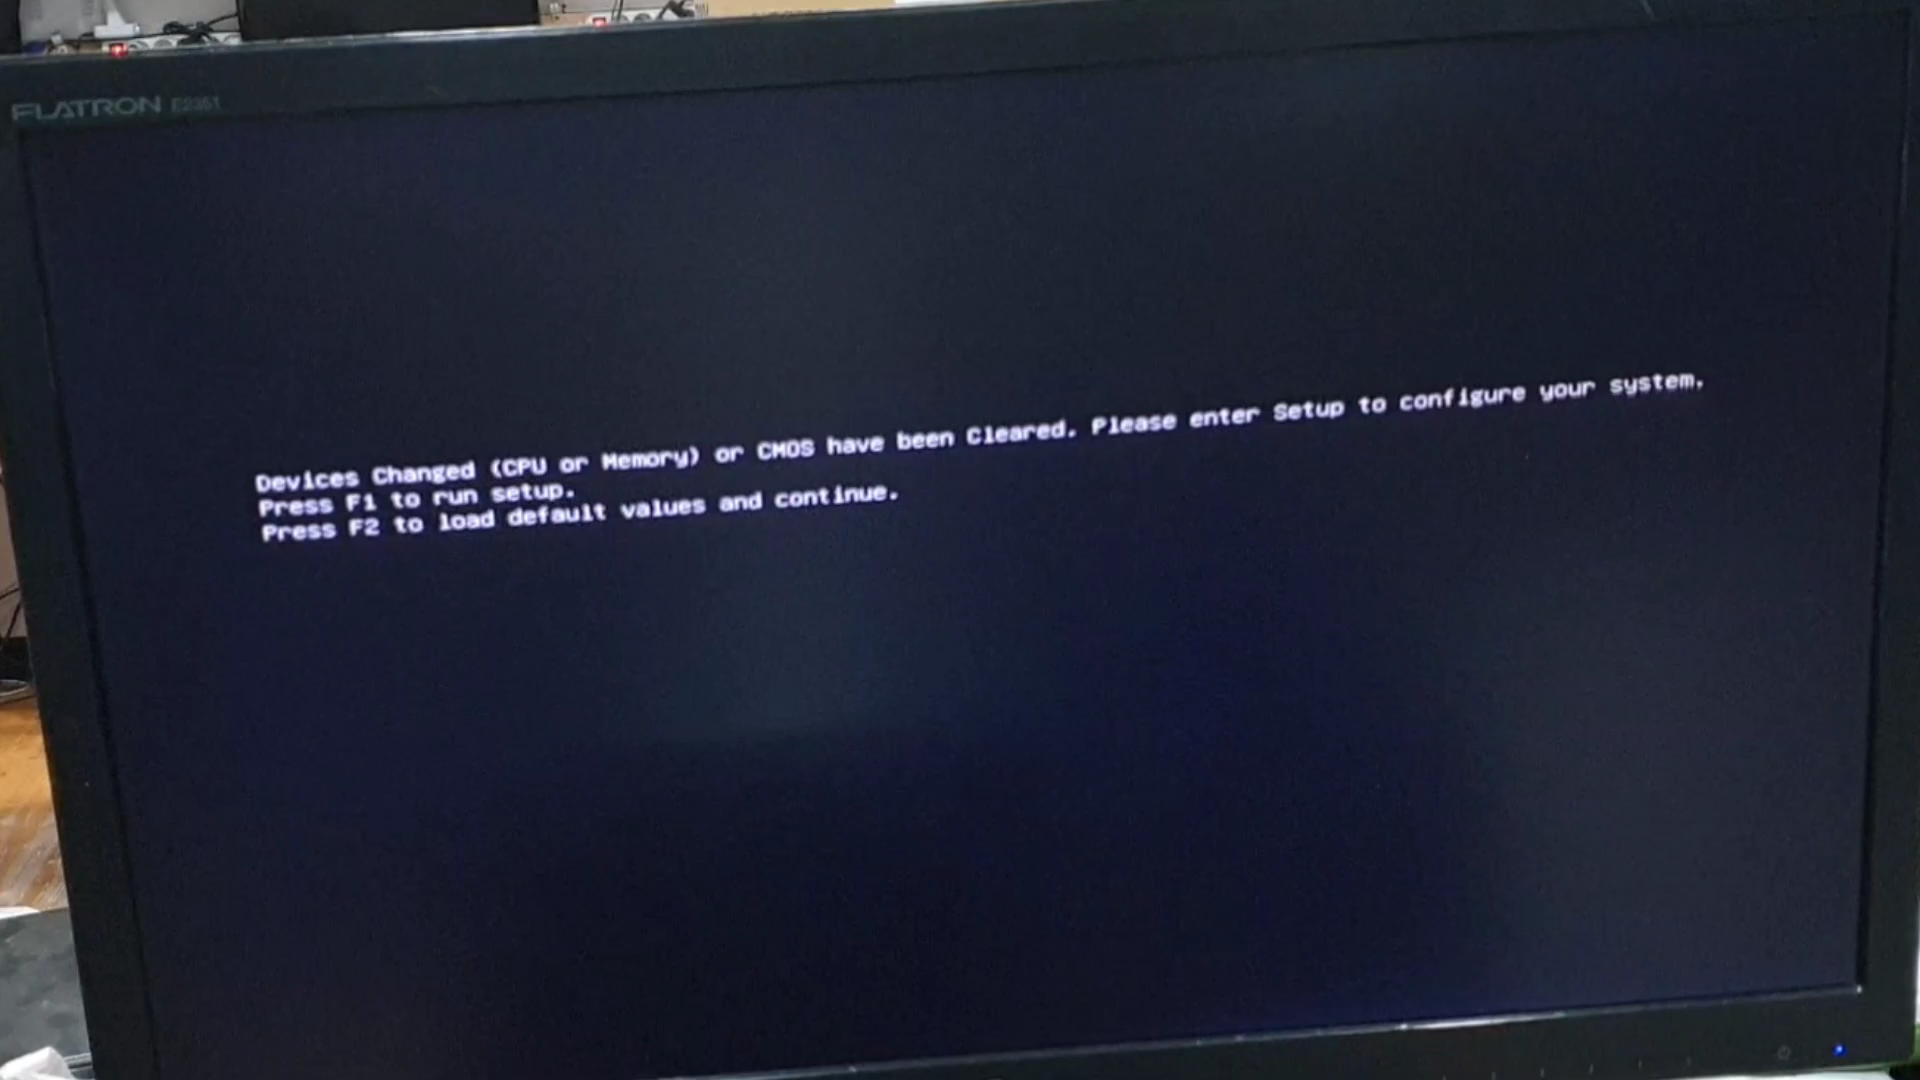 FLATRON E2351
Devices Changed (CPU or Memory) or CMOS have been Cleared. Please enter Setup to configure your system.
Press F1 to run setup.
Press F2 to load default values and continue.